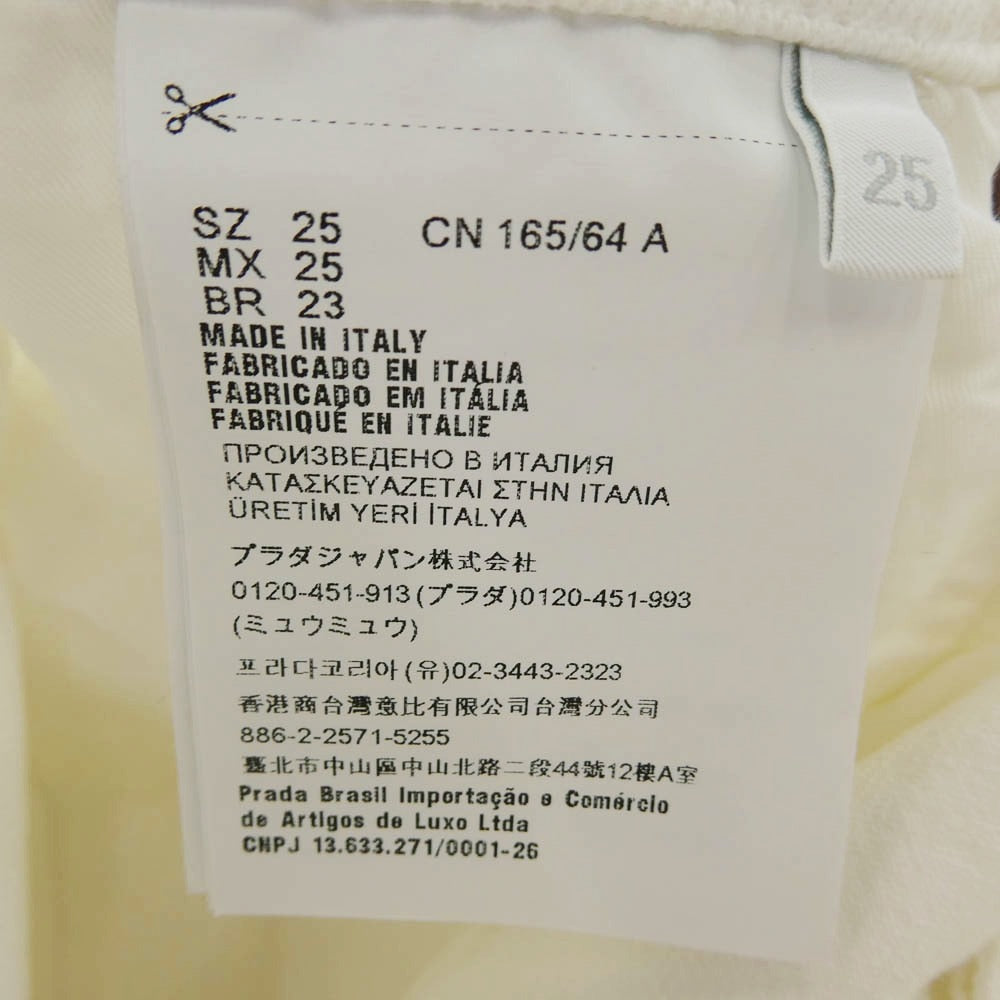 25
SZ 25 CN 165/64 A
MX 25
BR 23
MADE IN ITALY
FABRICADO EN ITALIA
FABRICADO EM ITÁLIA
FABRIQUÉ EN ITALIE
ПРОИЗВЕДЕНО В ИТАЛИЯ
ΚΑΤΑΣΚΕΥΑΖΕΤΑΙ ΣΤΗΝ ΙΤΑΛΙΑ
ÜRETİM YERİ İTALYA
プラダジャパン株式会社
0120-451-913(プラダ)0120-451-993
(ミュウミュウ)
프라다코리아(유)02-3443-2323
香港商台灣意比有限公司台灣分公司
886-2-2571-5255
臺北市中山區中山北路二段44號12樓A室
Prada Brasil Importação e Comércio
de Artigos de Luxo Ltda
CNPJ 13.633.271/0001-26